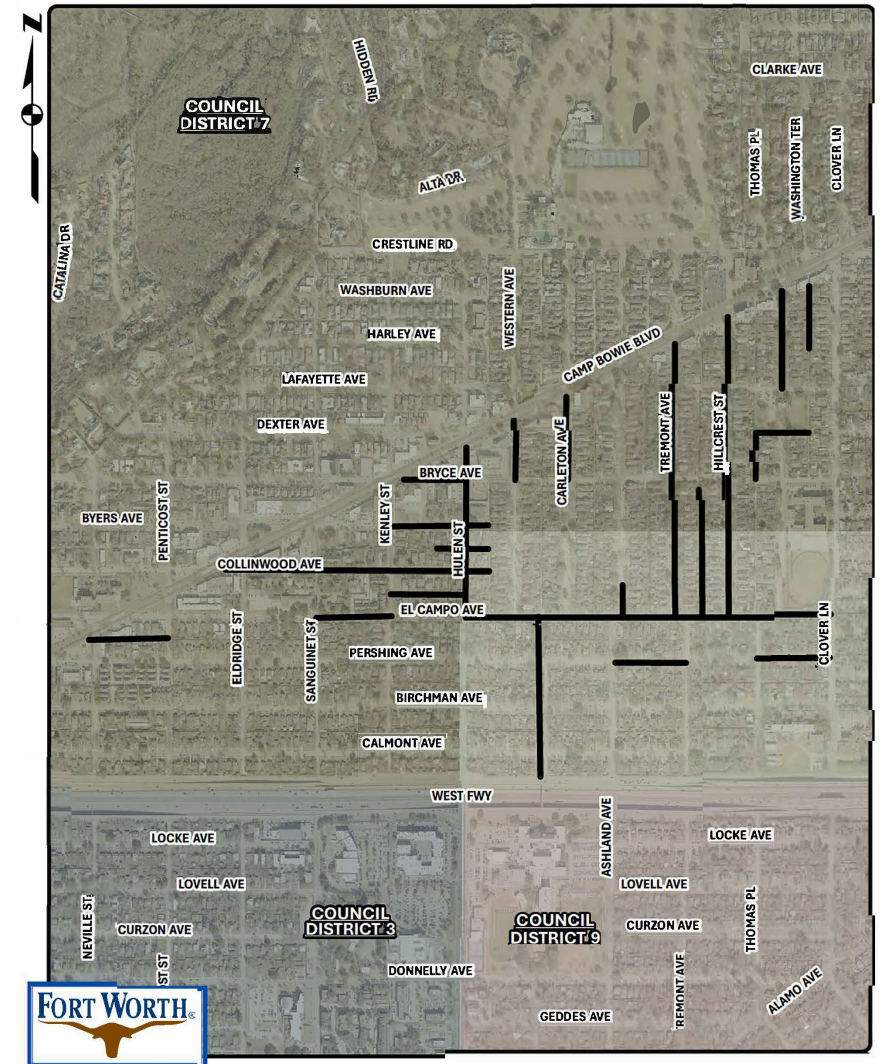 Z
HIDDEN RD
CLARKE AVE
COUNCIL
DISTRICT 7
THOMAS PL
WASHINGTON TER
CLOVER LN
ALTA DR
CATALINA DR
CRESTLINE RD
WASHBURN AVE
WESTERN AVE
HARLEY AVE
CAMP BOWIE BLVD
LAFAYETTE AVE
DEXTER AVE
CARLETON AVE
TREMONT AVE
HILLCREST ST
BRYCE AVE
BYERS AVE
PENTICOST ST
KENLEY ST
HULEN ST
COLLINWOOD AVE
EL CAMPO AVE
ELDRIDGE ST
SANGUINET ST
CLOVER LN
PERSHING AVE
BIRCHMAN AVE
CALMONT AVE
WEST FWY
LOCKE AVE
ASHLAND AVE
LOCKE AVE
LOVELL AVE
LOVELL AVE
NEVILLE ST
COUNCIL
DISTRICT 3
COUNCIL
DISTRICT 9
THOMAS PL
CURZON AVE
CURZON AVE
OST ST
DONNELLY AVE
REMONT AVE
ALAMO AVE
GEDDES AVE
FORT WORTH®